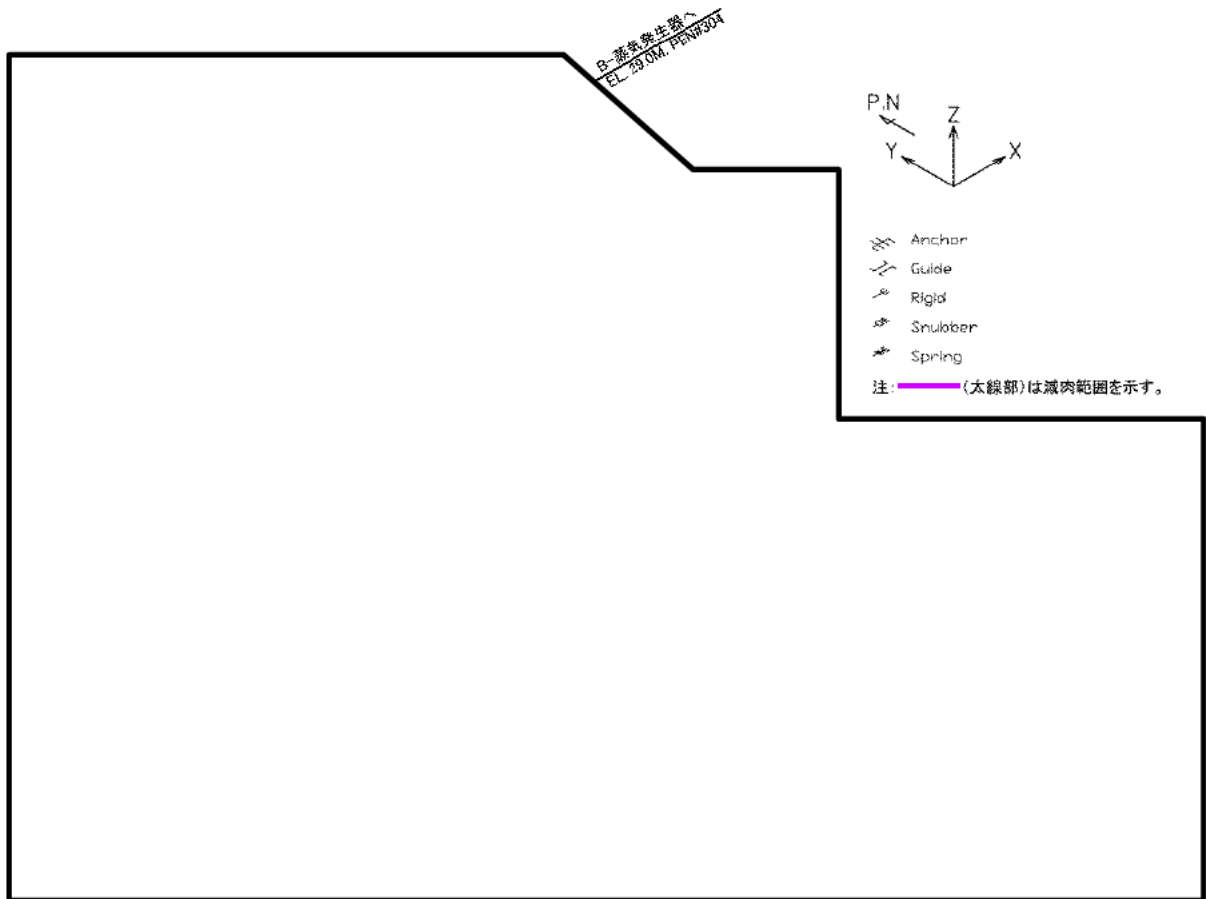 B-蒸気発生器へ
EL. 29.0M, PEN#304
P.N
Z
Y
X
Anchor
Guide
Rigid
Snubber
Spring
注: (太線部)は減肉範囲を示す。